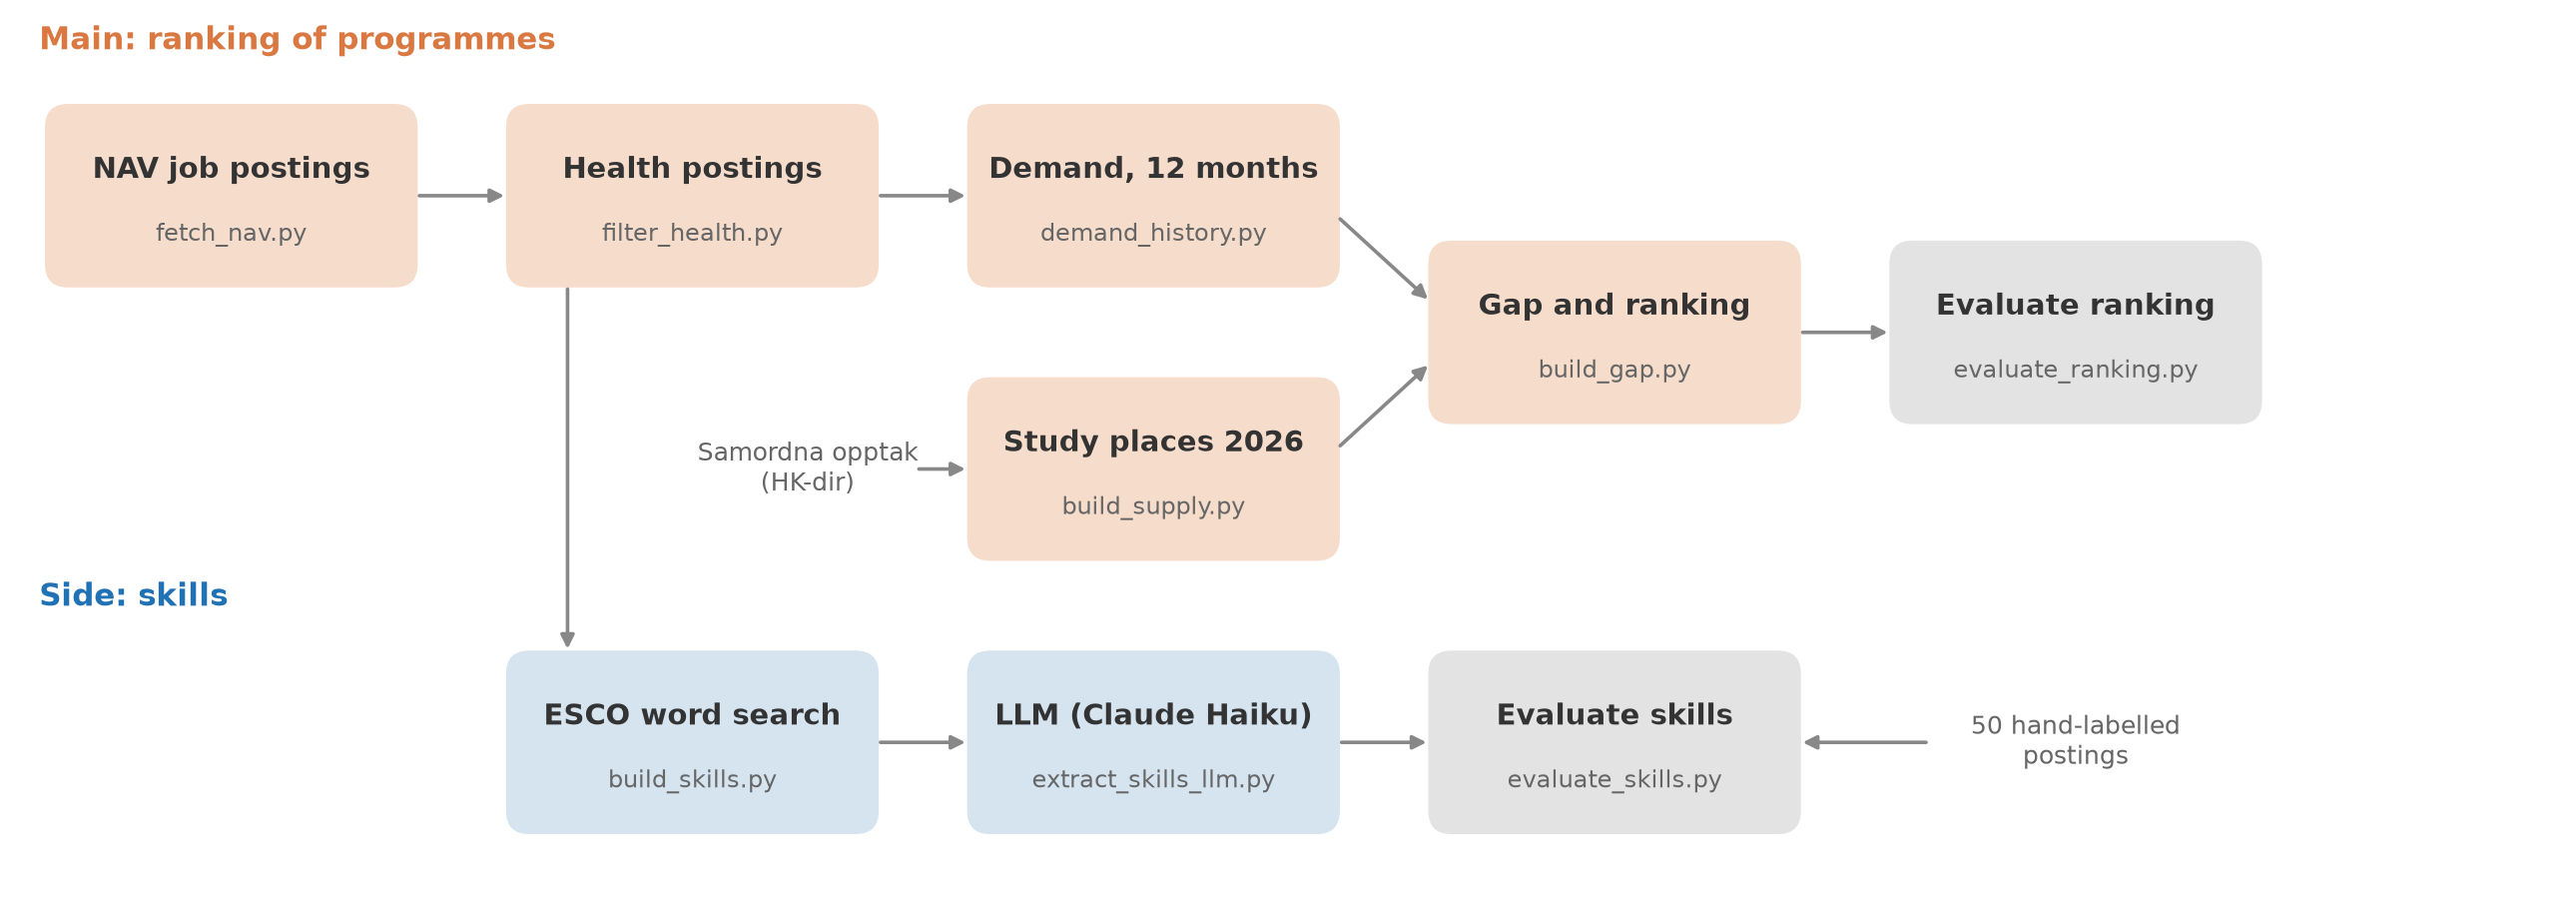 Main: ranking of programmes
NAV job postings
fetch_nav.py
Health postings
filter_health.py
Demand, 12 months
demand_history.py
Gap and ranking
build_gap.py
Evaluate ranking
evaluate_ranking.py
Samordna opptak
(HK-dir)
Study places 2026
build_supply.py
Side: skills
ESCO word search
build_skills.py
LLM (Claude Haiku)
extract_skills_llm.py
Evaluate skills
evaluate_skills.py
50 hand-labelled
postings